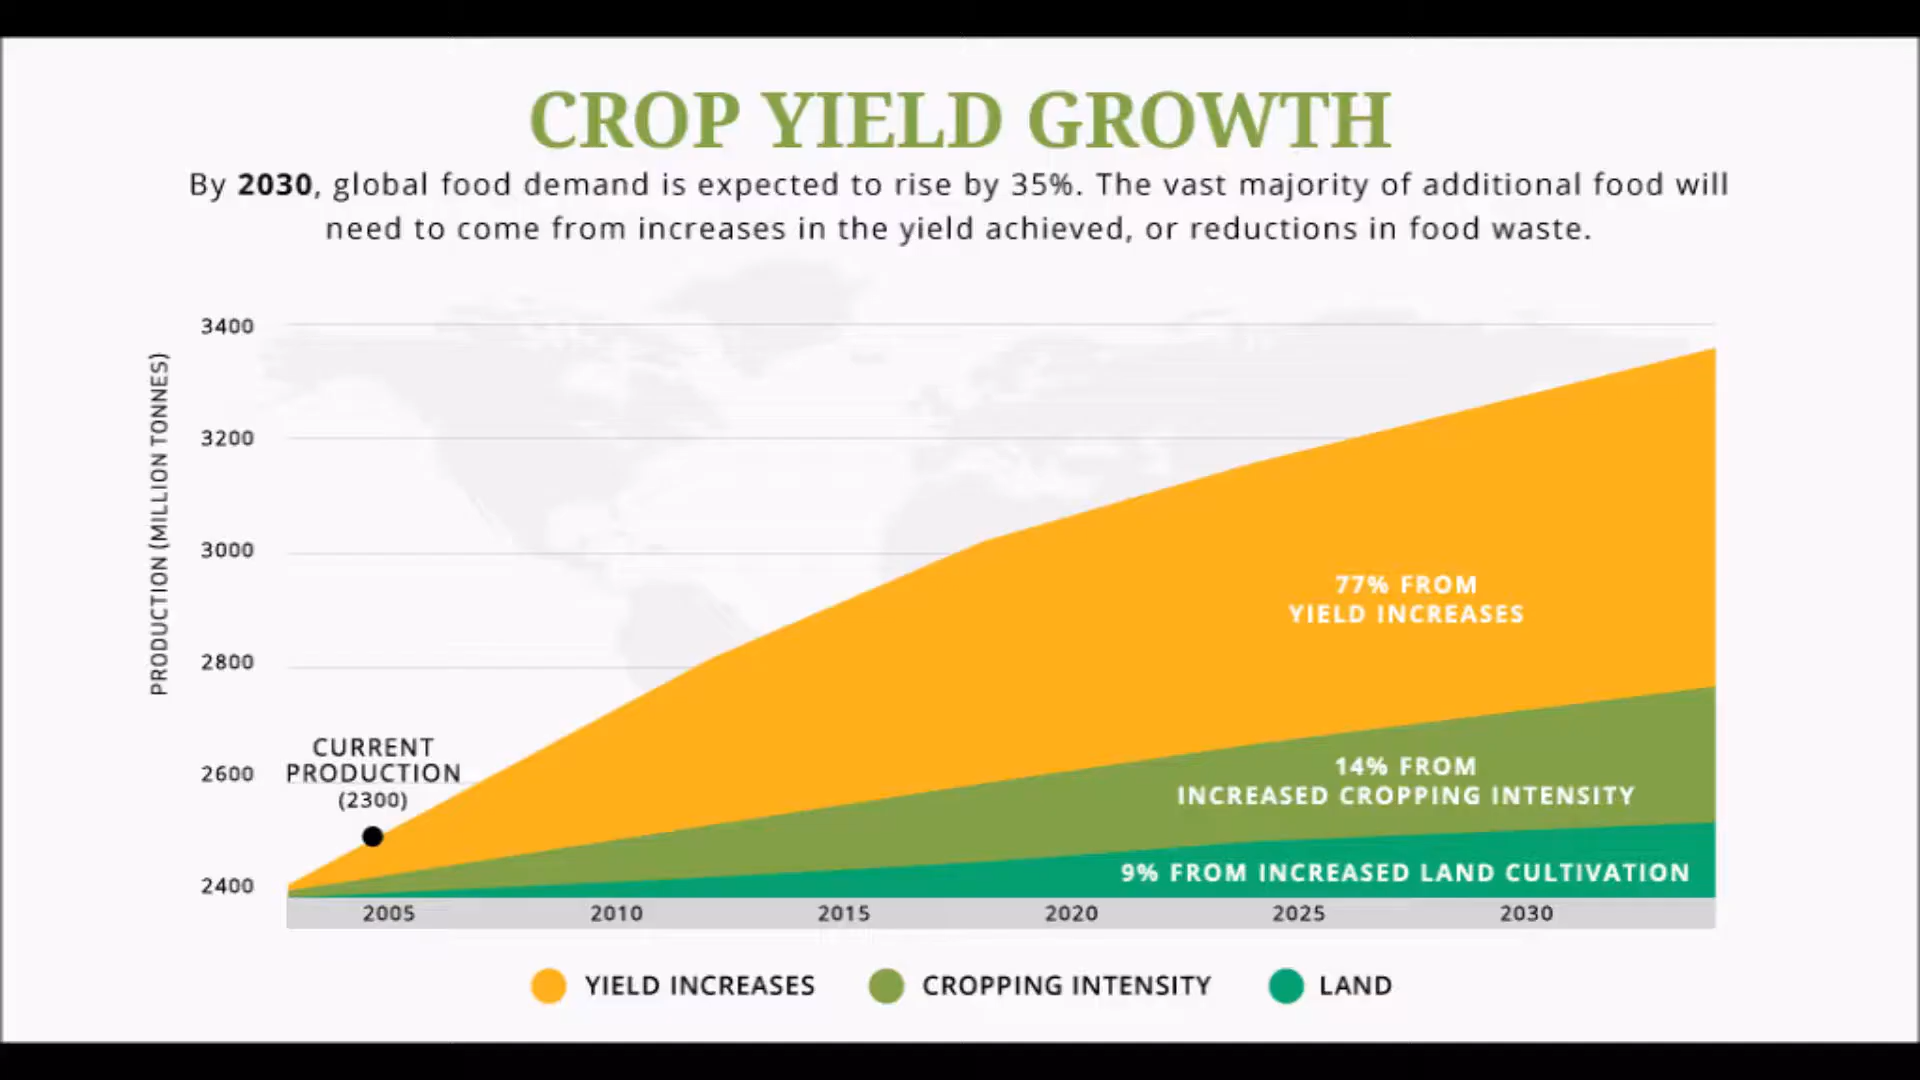 CROP YIELD GROWTH
By 2030, global food demand is expected to rise by 35%. The vast majority of additional food will
need to come from increases in the yield achieved, or reductions in food waste.
PRODUCTION (MILLION TONNES)
3400
3200
3000
2800
2600
2400
CURRENT
PRODUCTION
(2300)
77% FROM
YIELD INCREASES
14% FROM
INCREASED CROPPING INTENSITY
9% FROM INCREASED LAND CULTIVATION
2005 2010 2015 2020 2025 2030
YIELD INCREASES CROPPING INTENSITY LAND